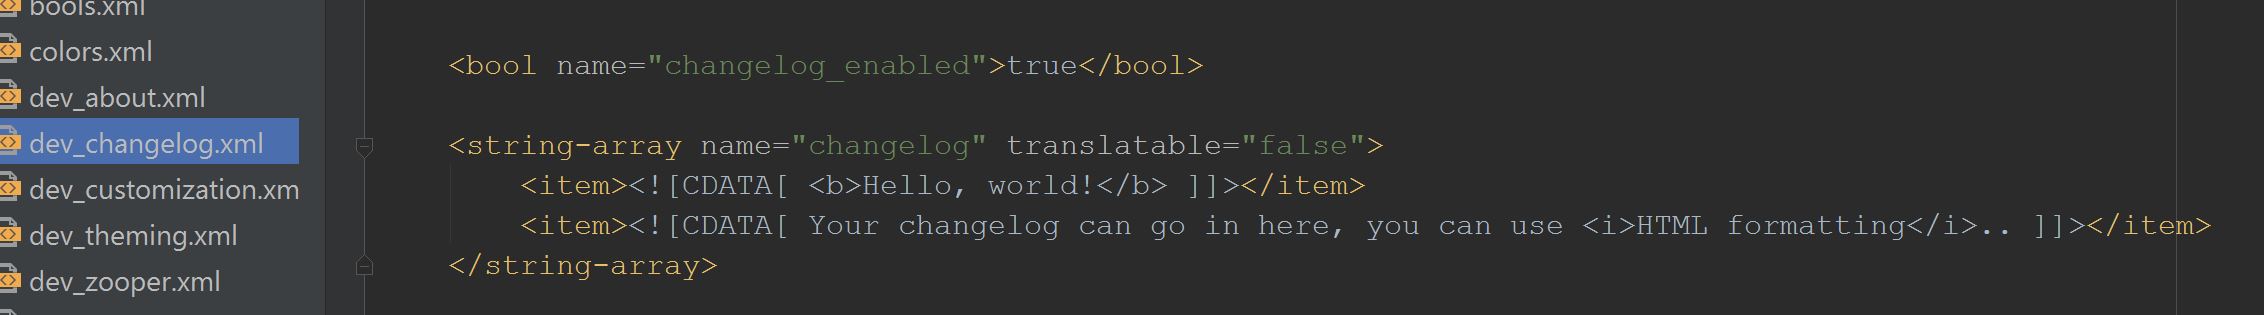 bools.xml
colors.xml
dev_about.xml
dev_changelog.xml
dev_customization.xm
dev_theming.xml
dev_zooper.xml
<bool name="changelog_enabled">true</bool>
<string-array name="changelog" translatable="false">
<item><![CDATA[ <b>Hello, world!</b> ]]></item>
<item><![CDATA[ Your changelog can go in here, you can use <i>HTML formatting</i>.. ]]></item>
</string-array>